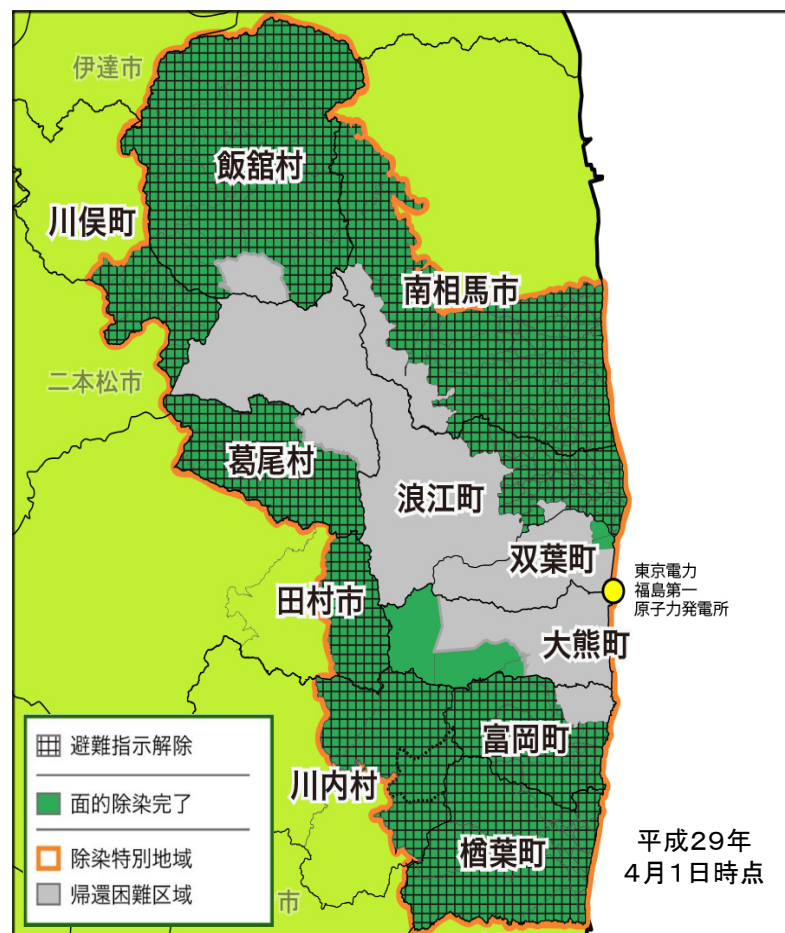 伊達市
飯舘村
川俣町
南相馬市
二本松市
葛尾村
浪江町
双葉町
東京電力
福島第一
原子力発電所
田村市
大熊町
富岡町
川内村
楢葉町
避難指示解除
面的除染完了
除染特別地域
帰還困難区域
市
平成29年
4月1日時点